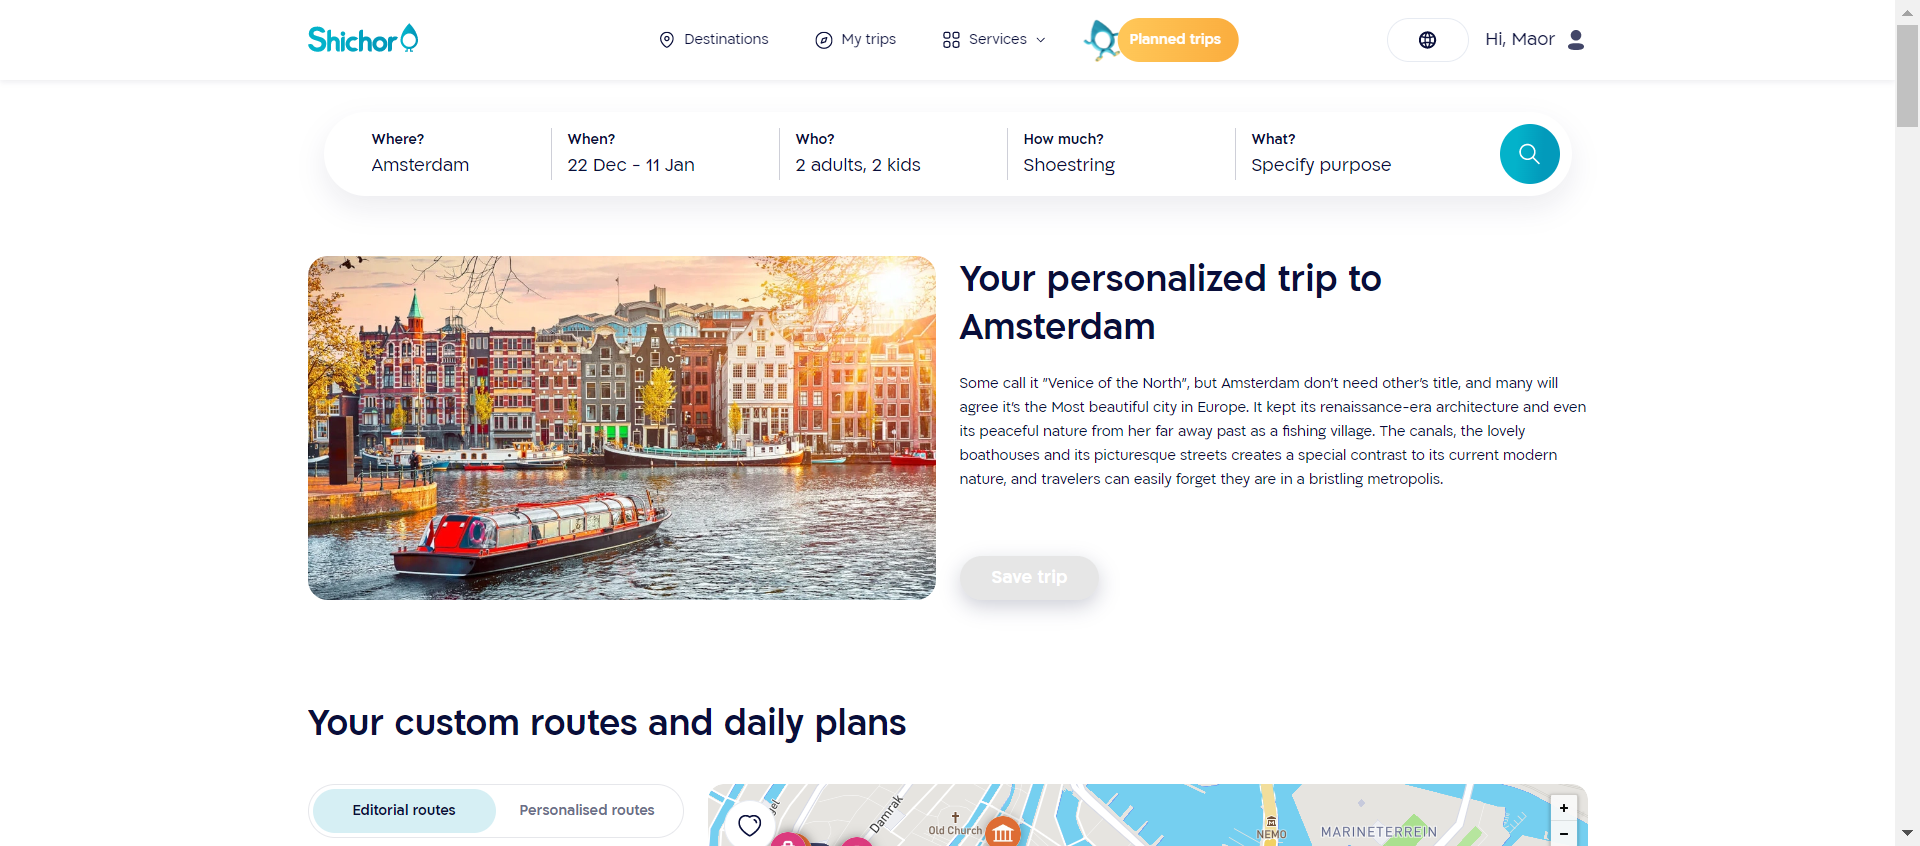 Shichor
Destinations
My trips
Services
Planned trips
Hi, Maor
Where?
Amsterdam
When?
22 Dec - 11 Jan
Who?
2 adults, 2 kids
How much?
Shoestring
What?
Specify purpose
Your personalized trip to
Amsterdam
Some call it "Venice of the North", but Amsterdam don't need other's title, and many will
agree it's the Most beautiful city in Europe. It kept its renaissance-era architecture and even
its peaceful nature from her far away past as a fishing village. The canals, the lovely
boathouses and its picturesque streets creates a special contrast to its current modern
nature, and travelers can easily forget they are in a bristling metropolis.
Save trip
Your custom routes and daily plans
Editorial routes
Personalised routes
Damrak
Old Church
NEMO
MARINETERREIN
+
-